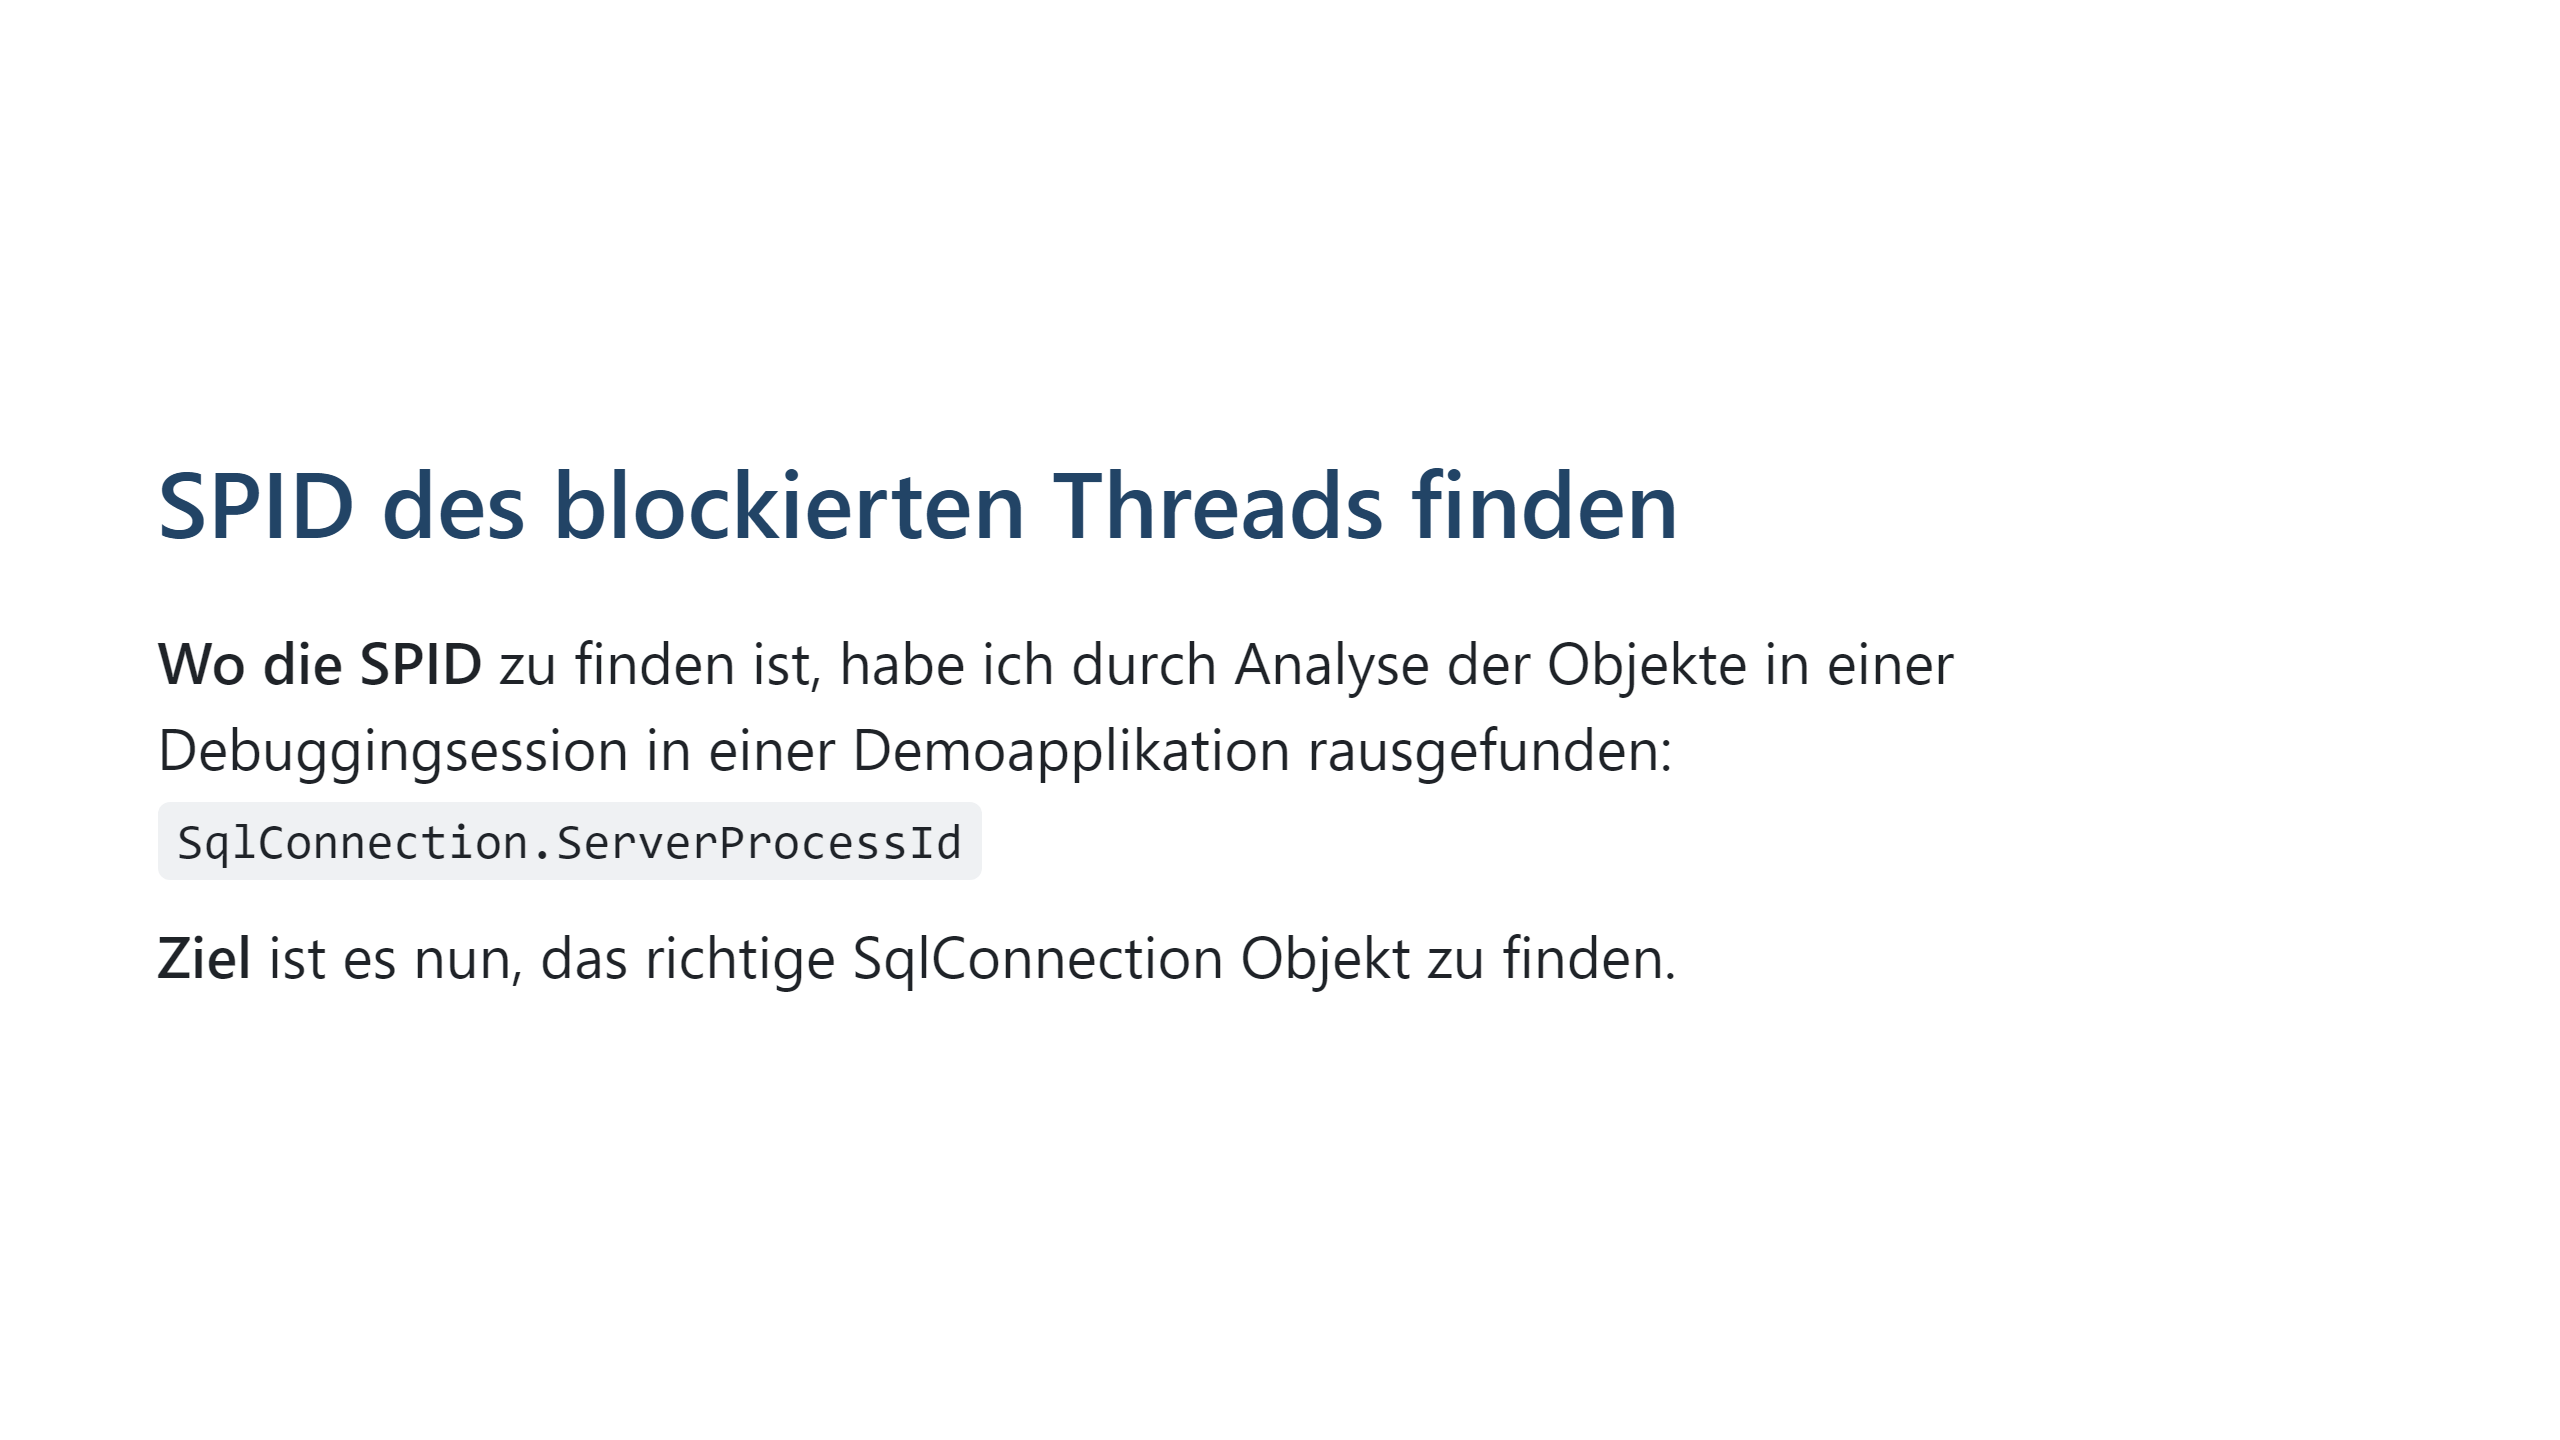 SPID des blockierten Threads finden
Wo die SPID zu finden ist, habe ich durch Analyse der Objekte in einer
Debuggingsession in einer Demoapplikation rausgefunden:
SqlConnection.ServerProcessId
Ziel ist es nun, das richtige SqlConnection Objekt zu finden.